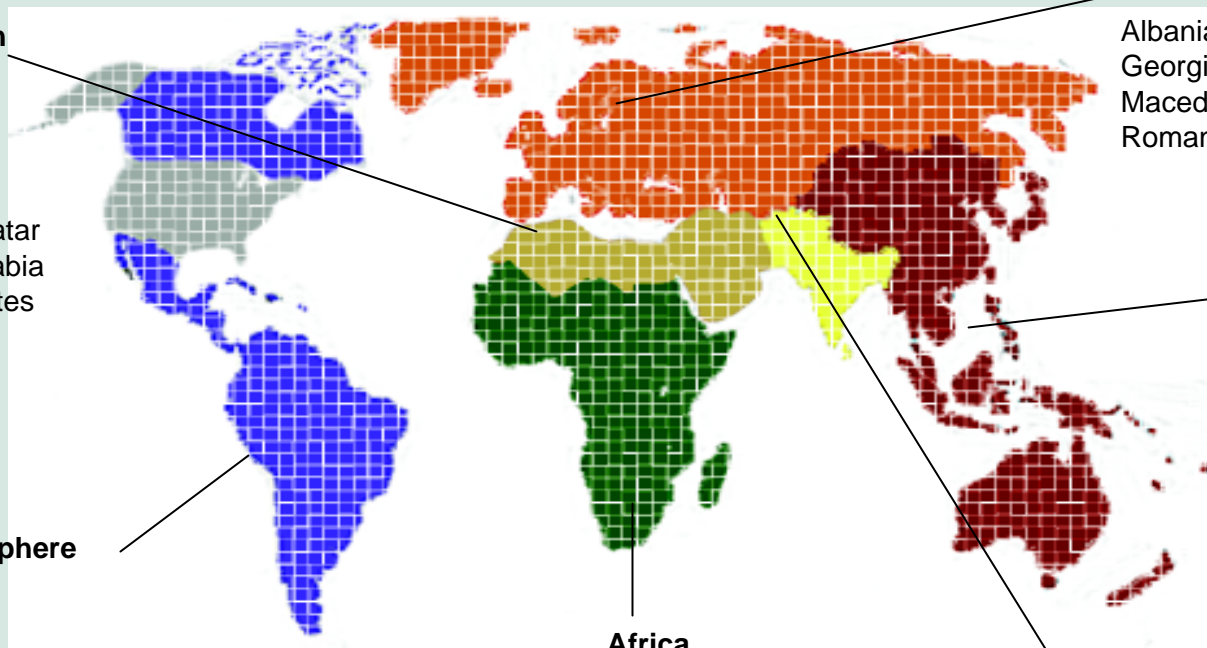 n
Albania
Georgi
Maced
Roman
atar
abia
tes
phere
Africa